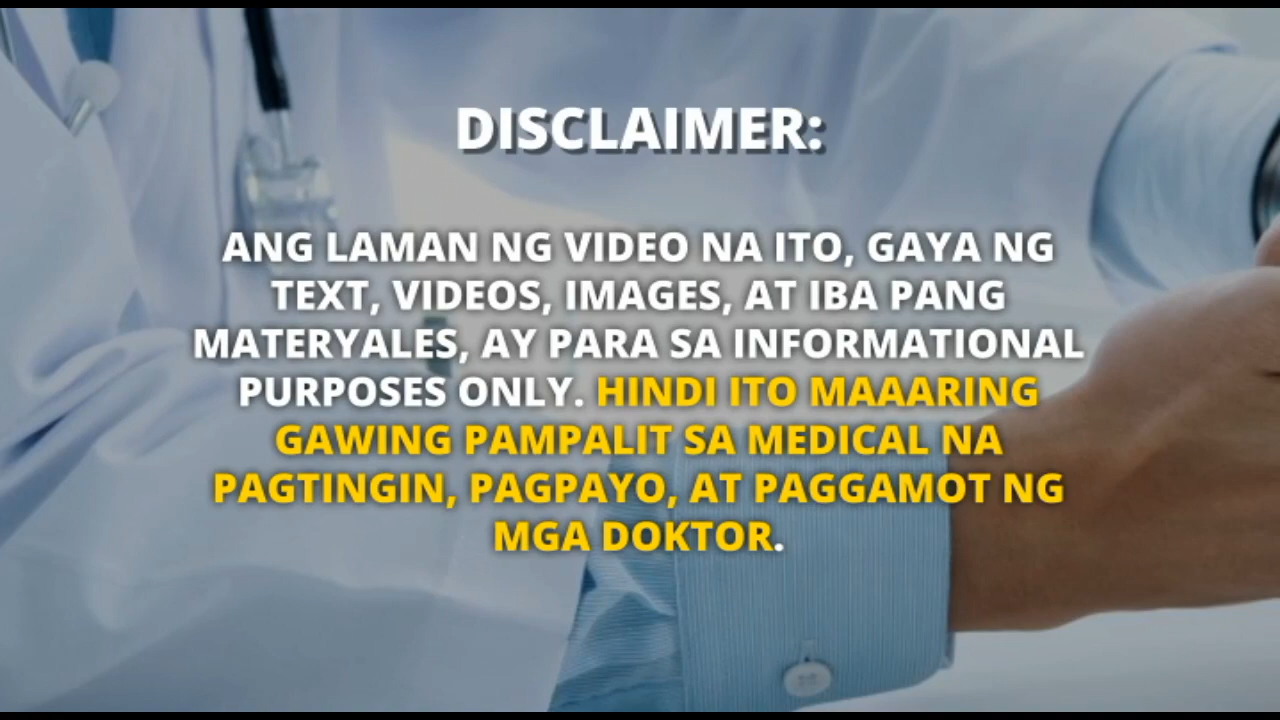 DISCLAIMER:
ANG LAMAN NG VIDEO NA ITO, GAYA NG
TEXT, VIDEOS, IMAGES, AT IBA PANG
MATERYALES, AY PARA SA INFORMATIONAL
PURPOSES ONLY. HINDI ITO MAAARING
GAWING PAMPALIT SA MEDICAL NA
PAGTINGIN, PAGPAYO, AT PAGGAMOT NG
MGA DOKTOR.